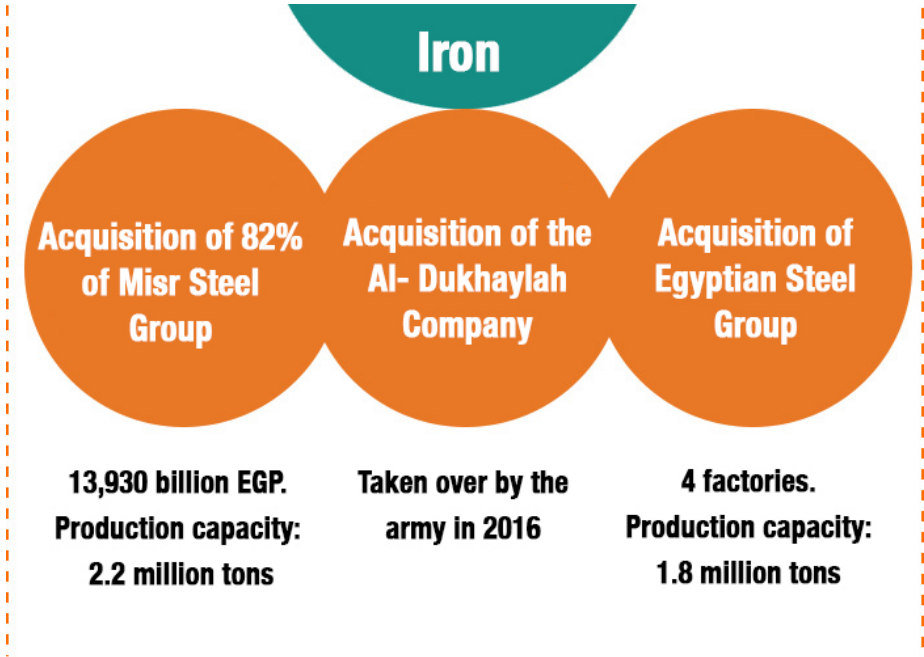 Iron
Acquisition of 82%
of Misr Steel
Group
Acquisition of the
Al- Dukhaylah
Company
Acquisition of
Egyptian Steel
Group
13,930 billion EGP.
Production capacity:
2.2 million tons
Taken over by the
army in 2016
4 factories.
Production capacity:
1.8 million tons